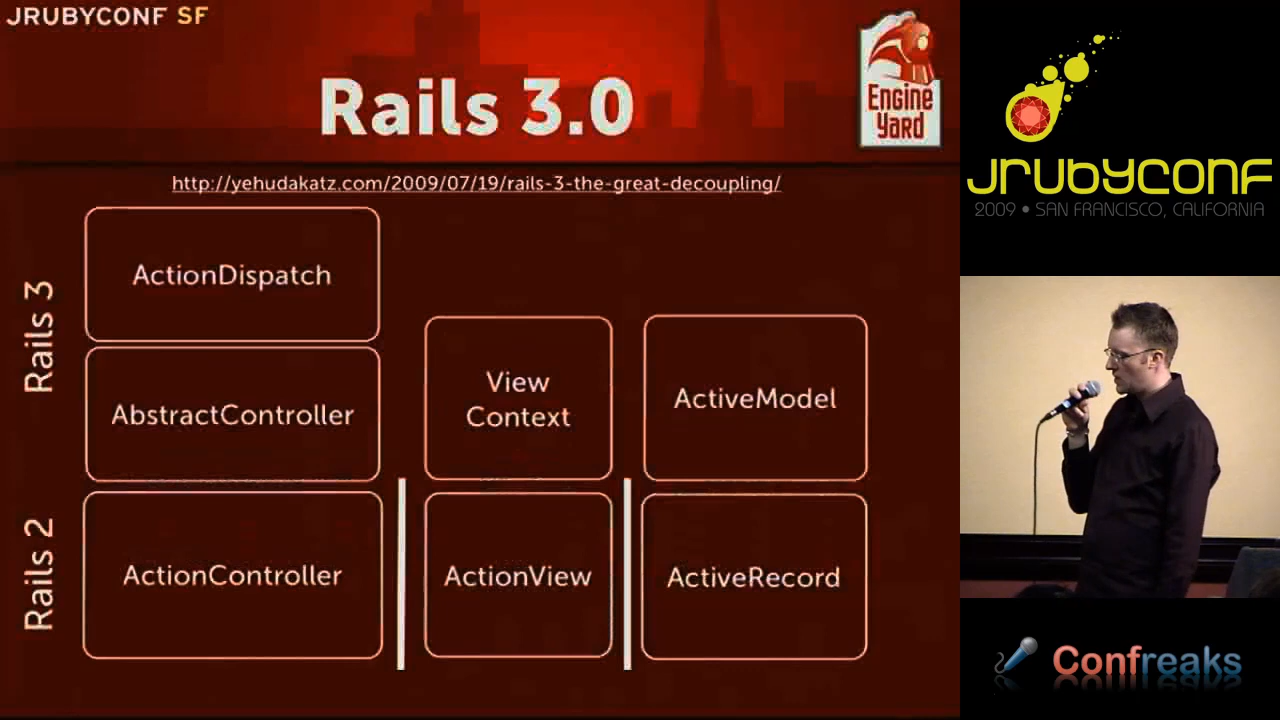 JRUBYCONF SF
Rails 3.0
Engine
Yard
http://yehudakatz.com/2009/07/19/rails-3-the-great-decoupling/
Rails 3
ActionDispatch
AbstractController
View
Context
ActiveModel
Rails 2
ActionController
ActionView
ActiveRecord
JRUBYCONF
2009 • SAN FRANCISCO, CALIFORNIA
Confreaks